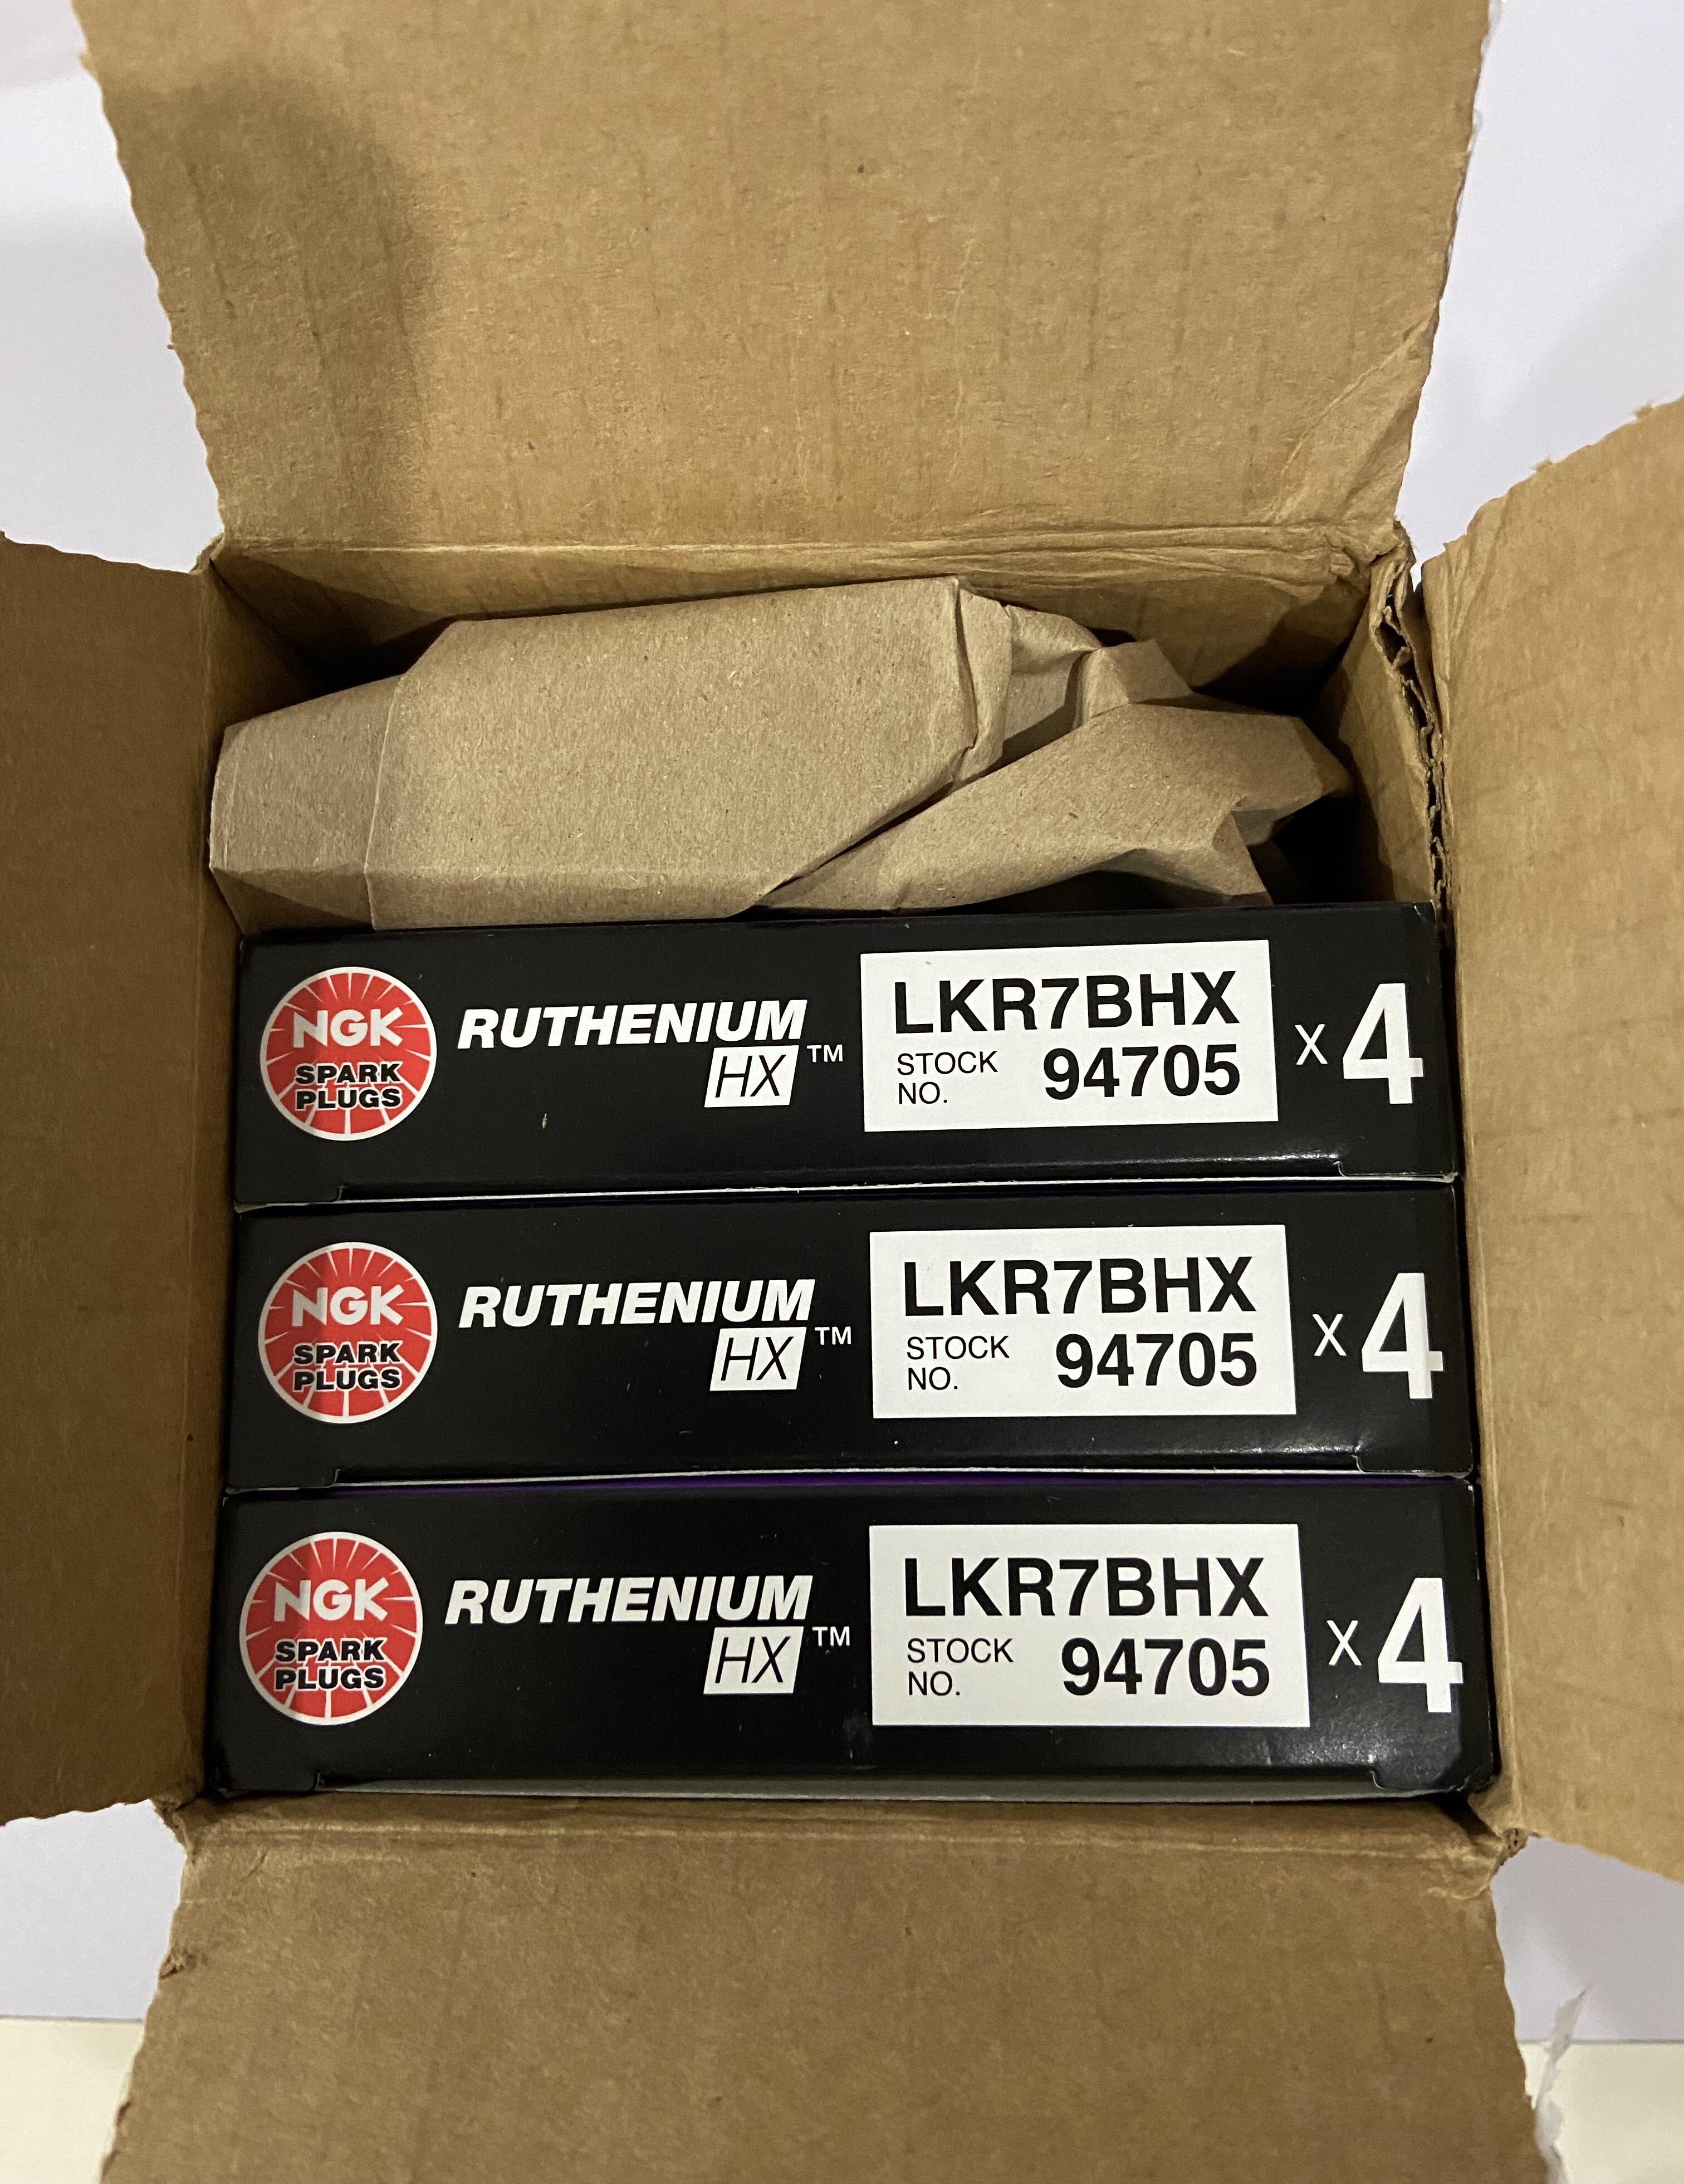 NGK
SPARK
PLUGS
RUTHENIUM
HX™
LKR7BHX
STOCK
NO. 94705
x 4
NGK
SPARK
PLUGS
RUTHENIUM
HX™
LKR7BHX
STOCK
NO. 94705
x 4
NGK
SPARK
PLUGS
RUTHENIUM
HX™
LKR7BHX
STOCK
NO. 94705
x 4